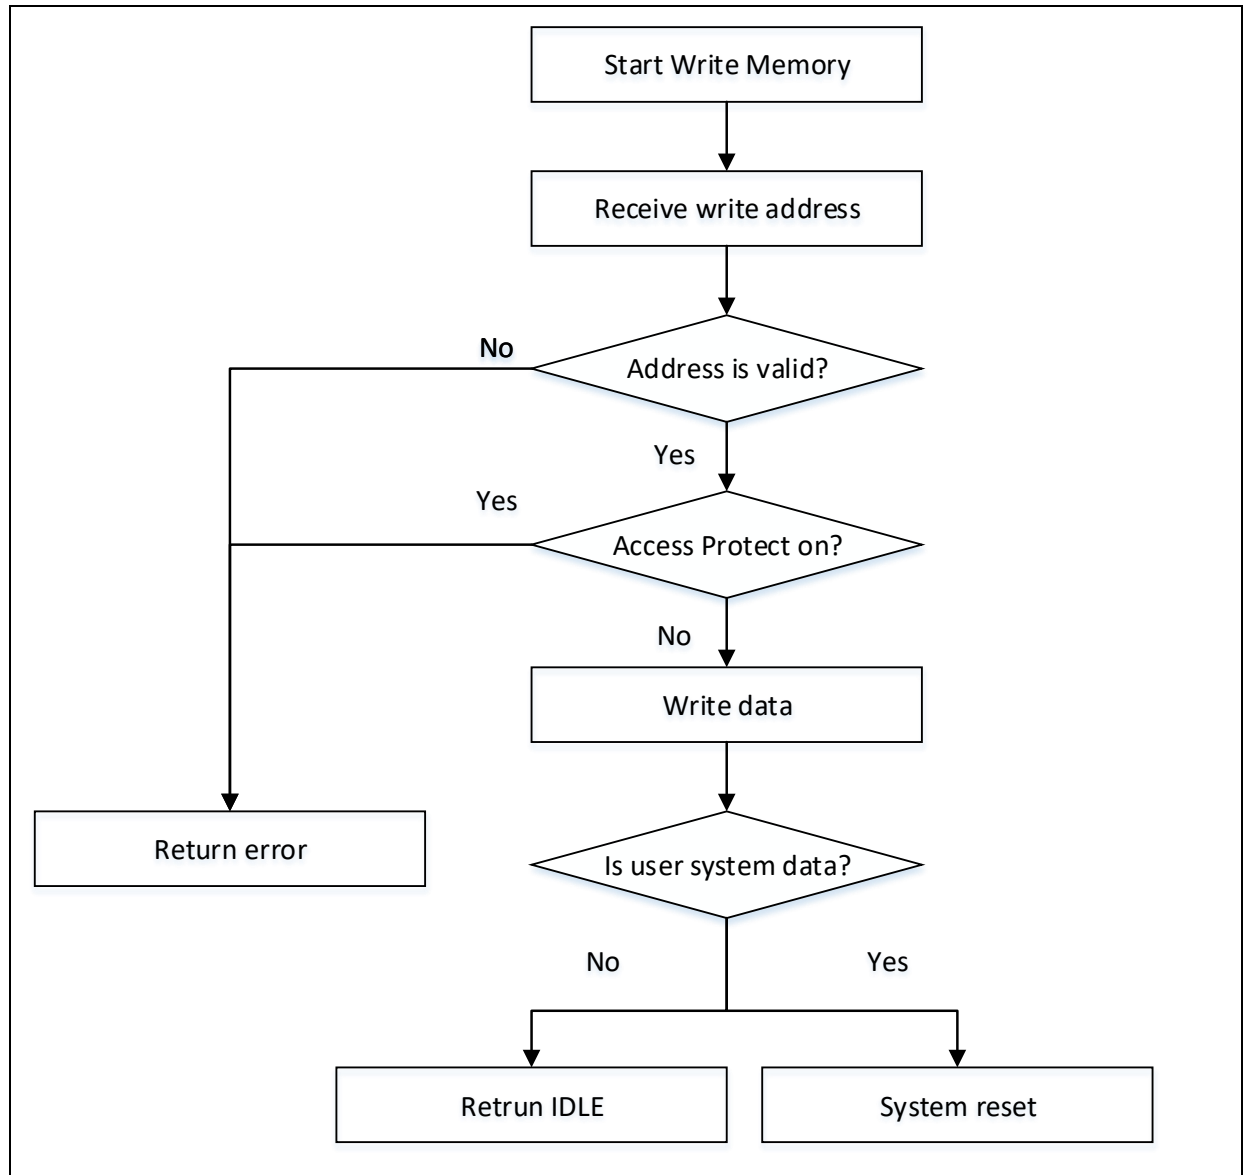 Start Write Memory
Receive write address
No
Address is valid?
Yes
Yes
Access Protect on?
No
Write data
Return error
Is user system data?
No
Yes
Retrun IDLE
System reset